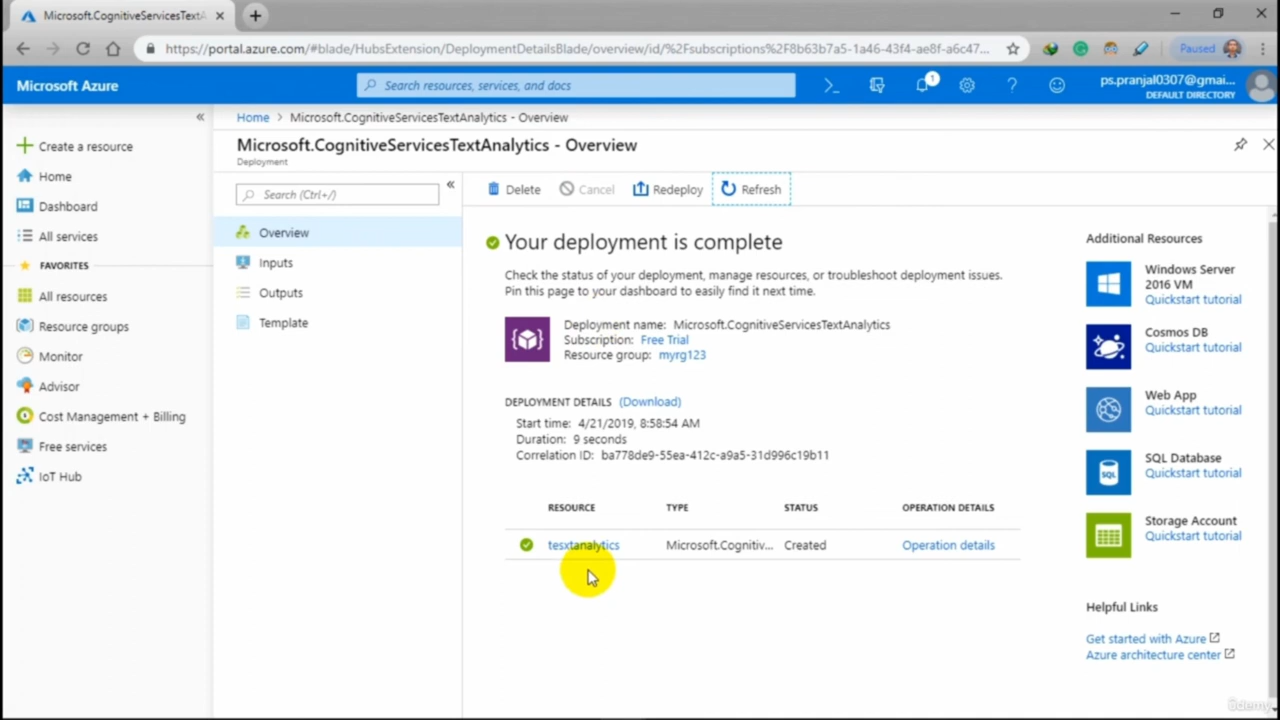 Microsoft.CognitiveServicesTextA
https://portal.azure.com/#blade/HubsExtension/DeploymentDetailsBlade/overview/id/%2Fsubscriptions%2F8b63b7a5-1a46-43f4-ae8f-a6c47...
Paused
Microsoft Azure
Search resources, services, and docs
1
ps.pranjal0307@gmai...
DEFAULT DIRECTORY
Create a resource
Home
Dashboard
All services
FAVORITES
All resources
Resource groups
Monitor
Advisor
Cost Management + Billing
Free services
IoT Hub
Home > Microsoft.CognitiveServicesTextAnalytics - Overview
Microsoft.CognitiveServicesTextAnalytics - Overview
Deployment
Search (Ctrl+/)
Overview
Inputs
Outputs
Template
Delete Cancel Redeploy Refresh
Your deployment is complete
Check the status of your deployment, manage resources, or troubleshoot deployment issues.
Pin this page to your dashboard to easily find it next time.
Deployment name: Microsoft.CognitiveServicesTextAnalytics
Subscription: Free Trial
Resource group: myrg123
DEPLOYMENT DETAILS (Download)
Start time: 4/21/2019, 8:58:54 AM
Duration: 9 seconds
Correlation ID: ba778de9-55ea-412c-a9a5-31d996c19b11
RESOURCE TYPE STATUS OPERATION DETAILS
tesxtanalytics Microsoft.Cognitiv... Created Operation details
Additional Resources
Windows Server
2016 VM
Quickstart tutorial
Cosmos DB
Quickstart tutorial
Web App
Quickstart tutorial
SQL
SQL Database
Quickstart tutorial
Storage Account
Quickstart tutorial
Helpful Links
Get started with Azure
Azure architecture center
Udemy